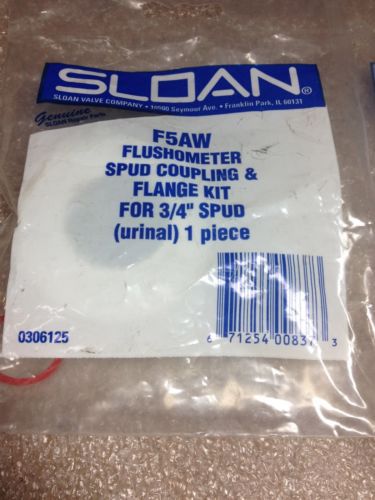 SLOAN®
SLOAN VALVE COMPANY • 10500 Seymour Ave. • Franklin Park, IL 60131
Genuine
SLOAN Repair Parts
F5AW
FLUSHOMETER
SPUD COUPLING &
FLANGE KIT
FOR 3/4" SPUD
(urinal) 1 piece
0306125
6 71254 00837 3